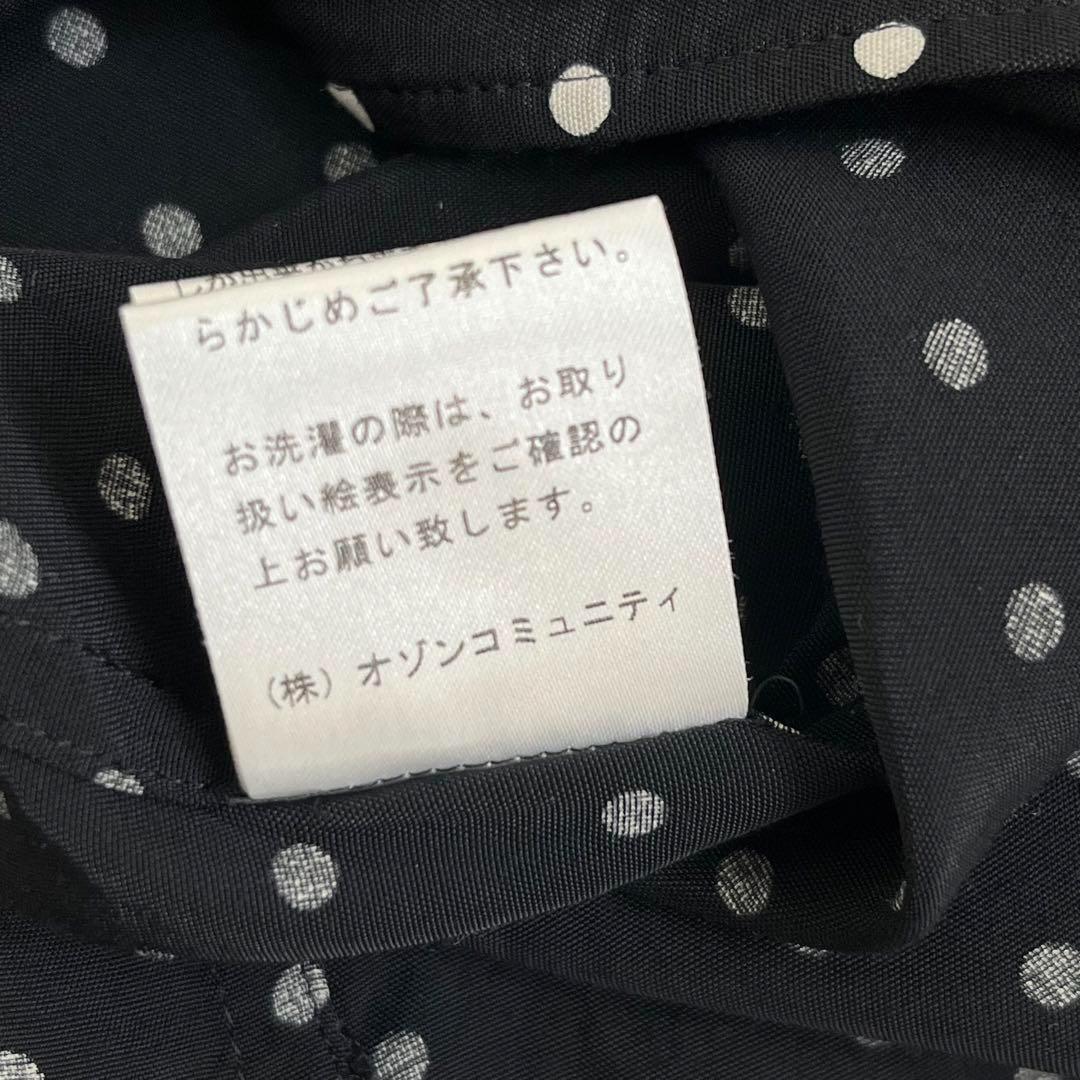 らかじめご了承下さい。
お洗濯の際は、お取り
扱い絵表示をご確認の
上お願い致します。
（株）オゾンコミュニティ